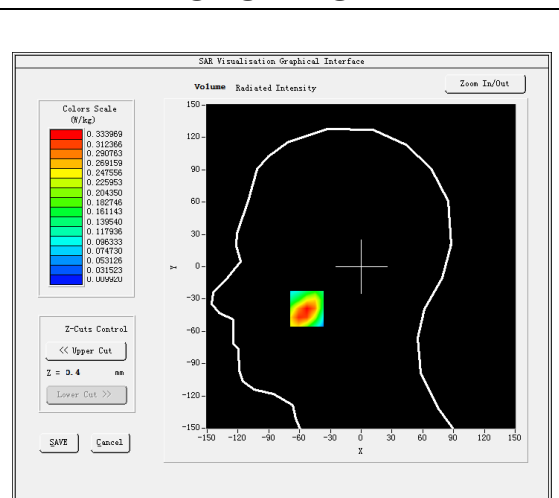 SAR Visualisation Graphical Interface
Volume Radiated Intensity
Zoom In/Out
Colors Scale
(W/kg)
0.333969
0.312366
0.290763
0.269159
0.247556
0.225953
0.204350
0.182746
0.161143
0.139540
0.117936
0.096333
0.074730
0.053126
0.031523
0.009920
Z-Cuts Control
<< Upper Cut
Z = 0.4 mm
Lower Cut >>
SAVE Cancel
150
120
90
60
30
0
-30
-60
-90
-120
-150
Y
-150 -120 -90 -60 -30 0 30 60 90 120 150
X